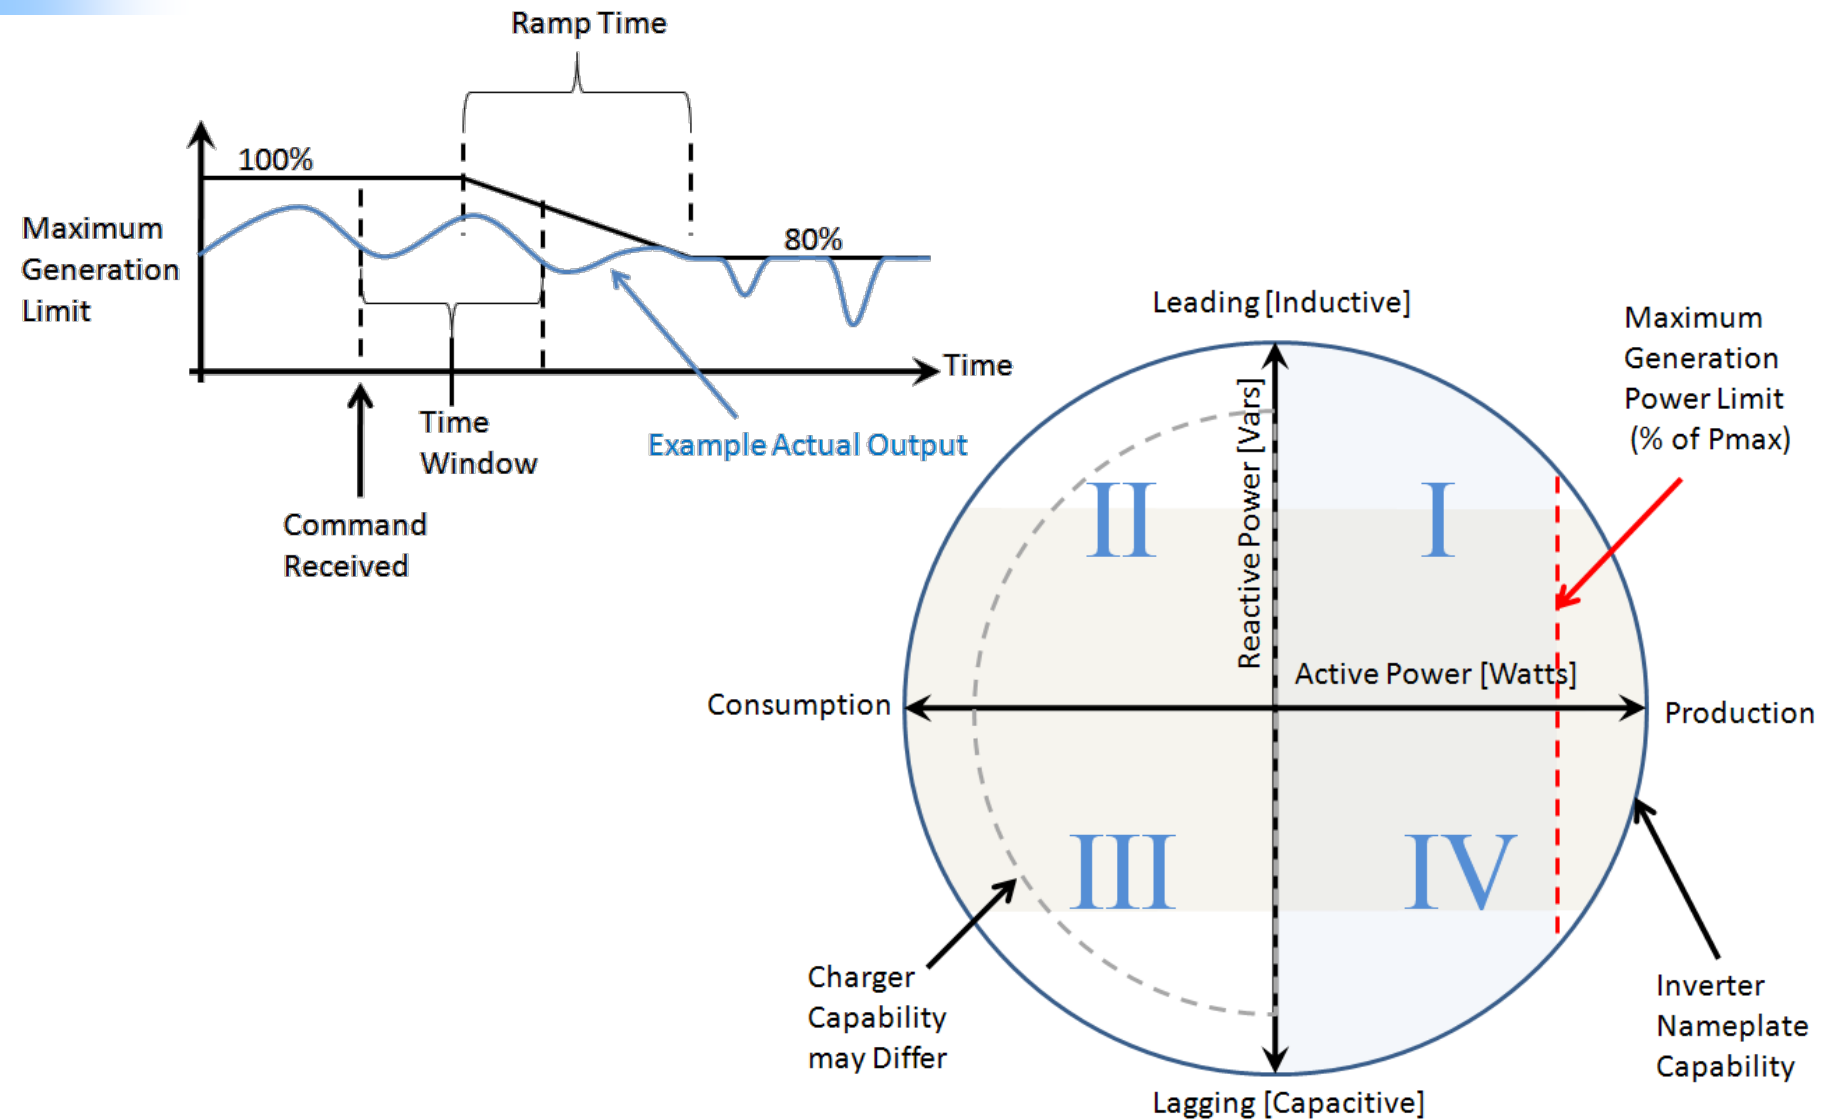 Ramp Time
100%
Maximum
Generation
Limit
80%
Time
Time
Window
Example Actual Output
Command
Received
Leading [Inductive]
Maximum
Generation
Power Limit
(% of Pmax)
II
I
Reactive Power [Vars]
Active Power [Watts]
Consumption
Production
III
IV
Charger
Capability
may Differ
Inverter
Nameplate
Capability
Lagging [Capacitive]